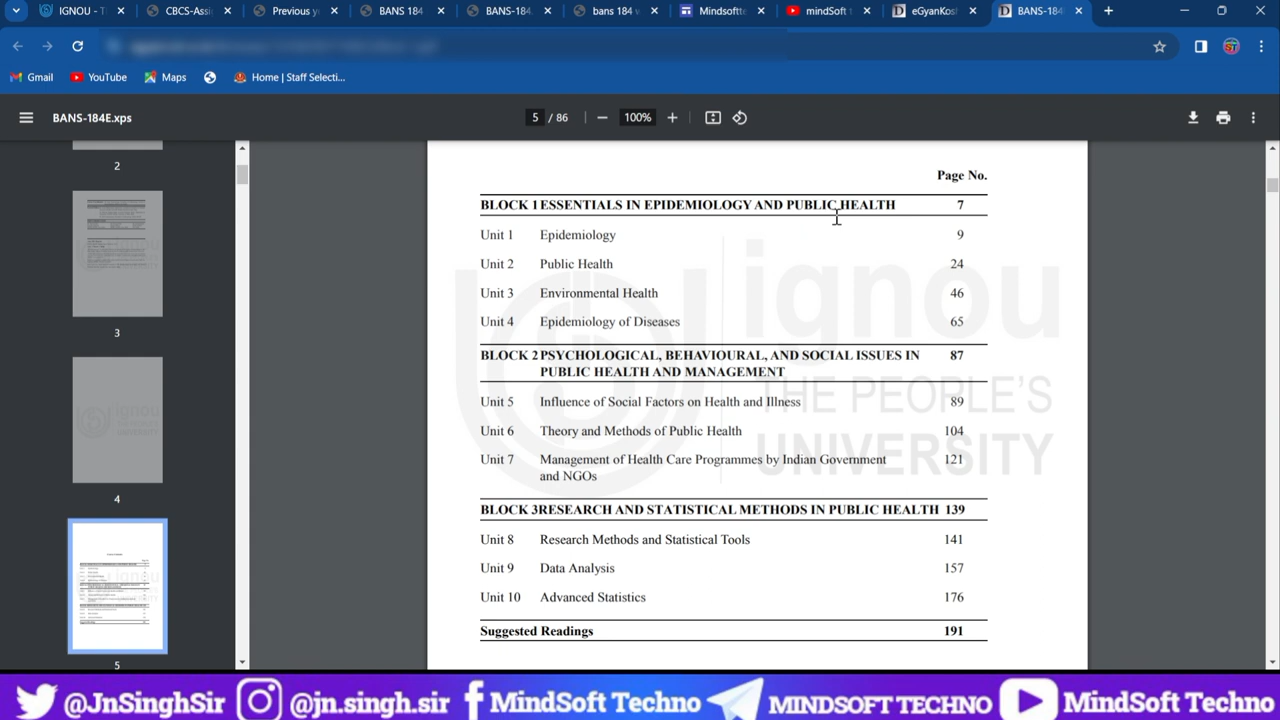 IGNOU - T
CBCS-Assi
Previous y
BANS 184
BANS-184
bans 184 v
Mindsoftt
mindSoft t
eGyanKos
BANS-184
Gmail
YouTube
Maps
Home | Staff Selecti...
BANS-184E.xps
5 / 86
100%
2
3
4
5
Page No.
BLOCK 1 ESSENTIALS IN EPIDEMIOLOGY AND PUBLIC HEALTH 7
Unit 1 Epidemiology 9
Unit 2 Public Health 24
Unit 3 Environmental Health 46
Unit 4 Epidemiology of Diseases 65
BLOCK 2 PSYCHOLOGICAL, BEHAVIOURAL, AND SOCIAL ISSUES IN 87
PUBLIC HEALTH AND MANAGEMENT
Unit 5 Influence of Social Factors on Health and Illness 89
Unit 6 Theory and Methods of Public Health 104
Unit 7 Management of Health Care Programmes by Indian Government 121
and NGOs
BLOCK 3RESEARCH AND STATISTICAL METHODS IN PUBLIC HEALTH 139
Unit 8 Research Methods and Statistical Tools 141
Unit 9 Data Analysis 157
Unit 10 Advanced Statistics 176
Suggested Readings 191
ignou
THE PEOPLE'S
UNIVERSITY
@JnSinghSir @jn.singh.sir MindSoft Techno MINDSOFT TECHNO MindSoft Techno